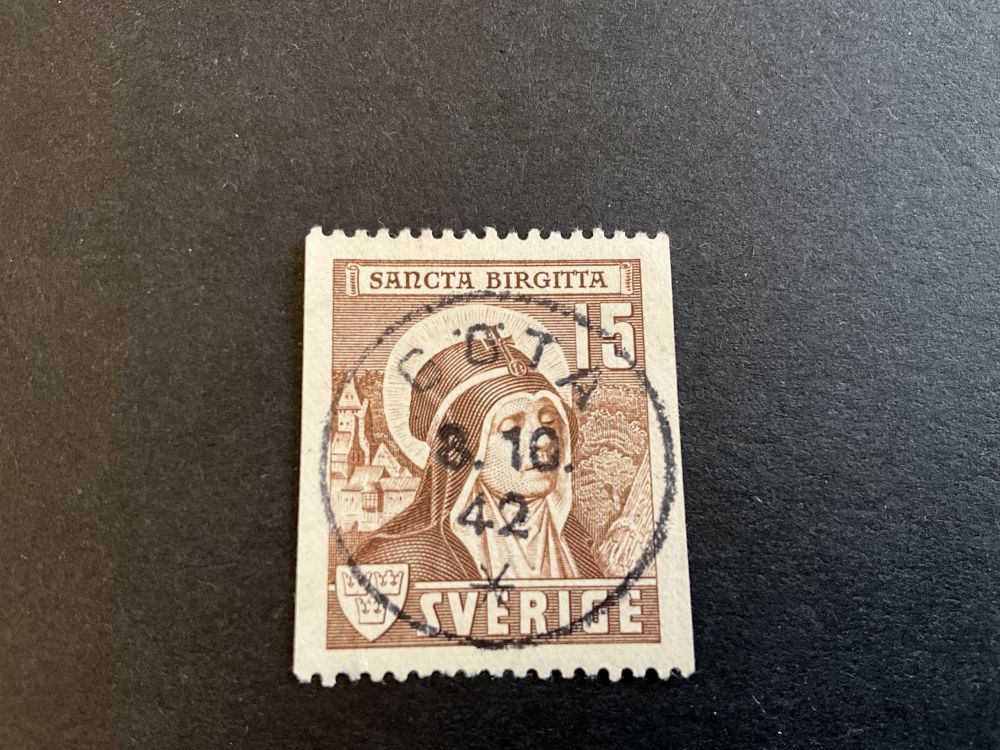 SANCTA BIRGITTA
15
GÖTA
8. 10.
42
SVERIGE